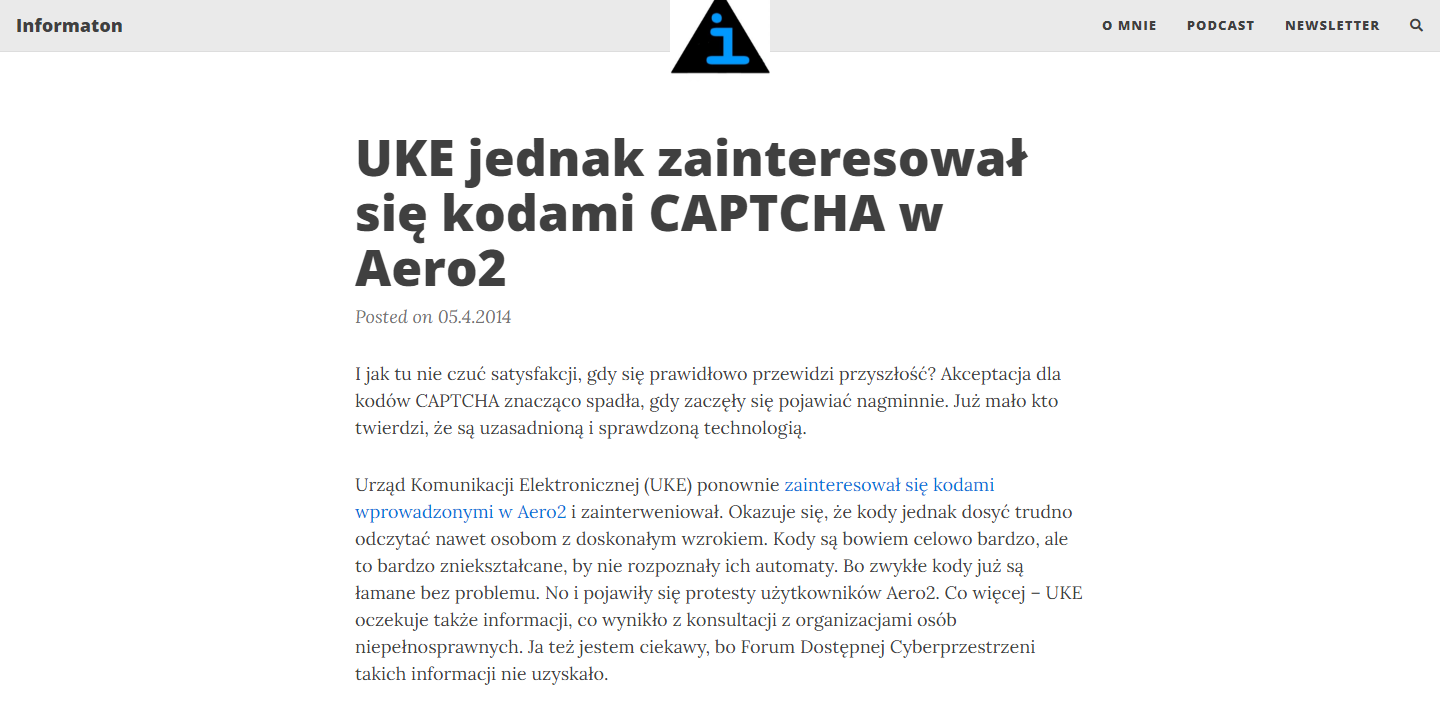 Informaton
i
O MNIE
PODCAST
NEWSLETTER
UKE jednak zainteresował
się kodami CAPTCHA w
Aero2
Posted on 05.4.2014
I jak tu nie czuć satysfakcji, gdy się prawidłowo przewidzi przyszłość? Akceptacja dla
kodów CAPTCHA znacząco spadła, gdy zaczęły się pojawiać nagminnie. Już mało kto
twierdzi, że są uzasadnioną i sprawdzoną technologią.
Urząd Komunikacji Elektronicznej (UKE) ponownie zainteresował się kodami
wprowadzonymi w Aero2 i zainterweniował. Okazuje się, że kody jednak dosyć trudno
odczytać nawet osobom z doskonałym wzrokiem. Kody są bowiem celowo bardzo, ale
to bardzo zniekształcane, by nie rozpoznały ich automaty. Bo zwykłe kody już są
łamane bez problemu. No i pojawiły się protesty użytkowników Aero2. Co więcej – UKE
oczekuje także informacji, co wynikło z konsultacji z organizacjami osób
niepełnosprawnych. Ja też jestem ciekawy, bo Forum Dostępnej Cyberprzestrzeni
takich informacji nie uzyskało.